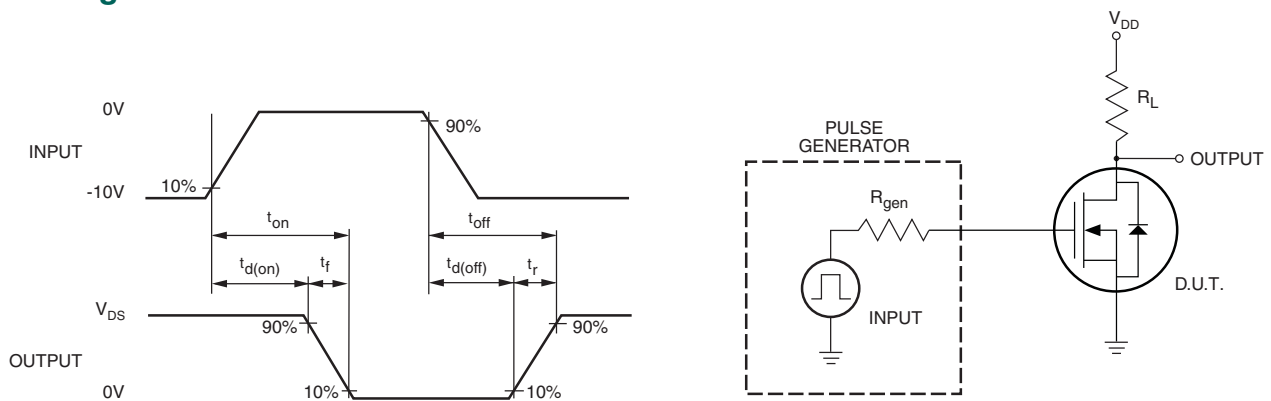 0V
INPUT
-10V
90%
10%
t_on
t_off
t_d(on)
t_f
t_d(off)
t_r
V_DS
90%
90%
OUTPUT
0V
10%
10%
V_DD
R_L
PULSE
GENERATOR
OUTPUT
R_gen
INPUT
D.U.T.